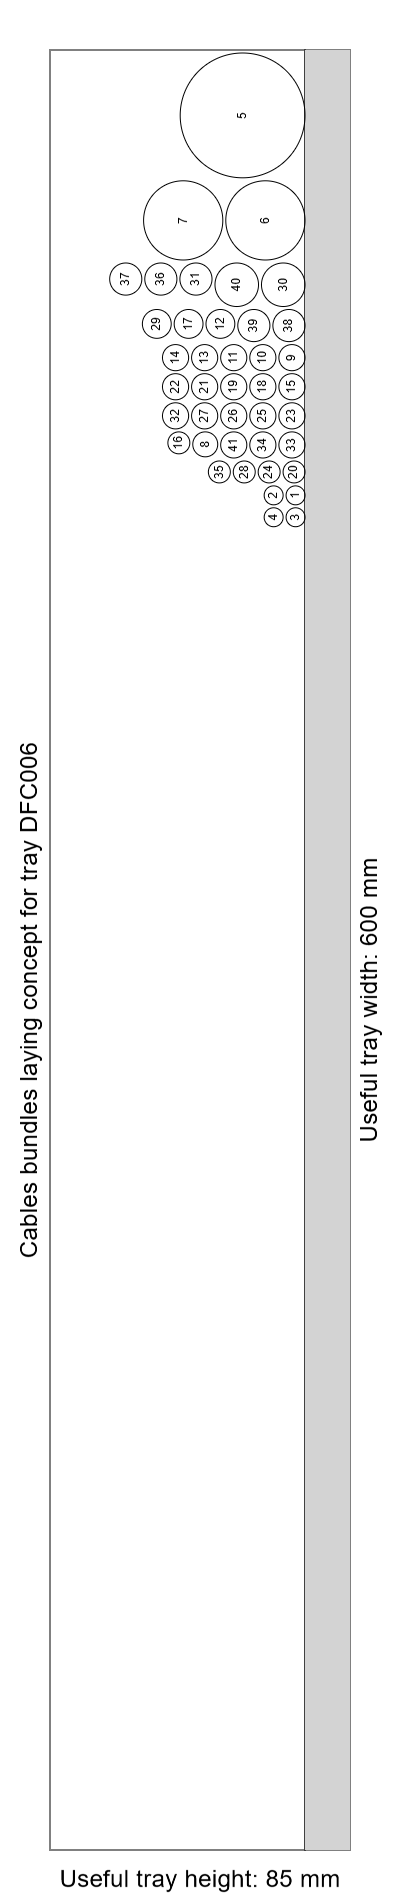 Cables bundles laying concept for tray DFC006
5
7 6
37 36 31 40 30
29 17 12 39 38
14 13 11 10 9
22 21 19 18 15
32 27 26 25 23
16 8 41 34 33
35 28 24 20
2 1
4 3
Useful tray width: 600 mm
Useful tray height: 85 mm